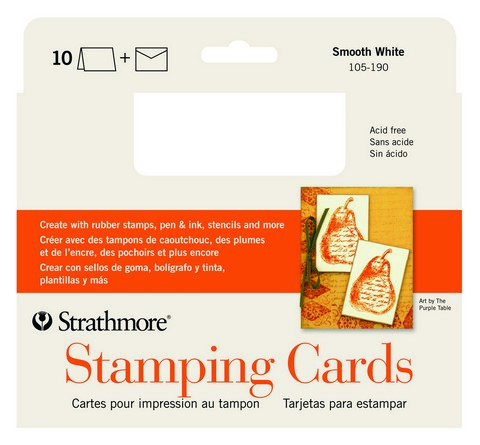 10 +
Smooth White
105-190
Acid free
Sans acide
Sin ácido
Create with rubber stamps, pen & ink, stencils and more
Créer avec des tampons de caoutchouc, des plumes
et de l'encre, des pochoirs et plus encore
Crear con sellos de goma, bolígrafo y tinta,
plantillas y más
Art by The
Purple Table
Strathmore®
Stamping Cards
Cartes pour impression au tampon Tarjetas para estampar